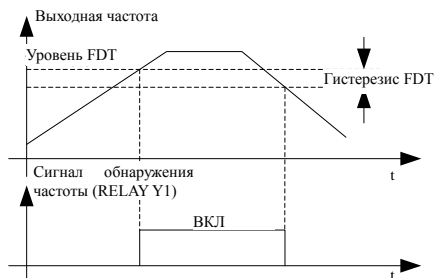 Выходная частота
Уровень FDT
Гистерезис FDT
t
Сигнал обнаружения
частоты (RELAY Y1)
ВКЛ
t